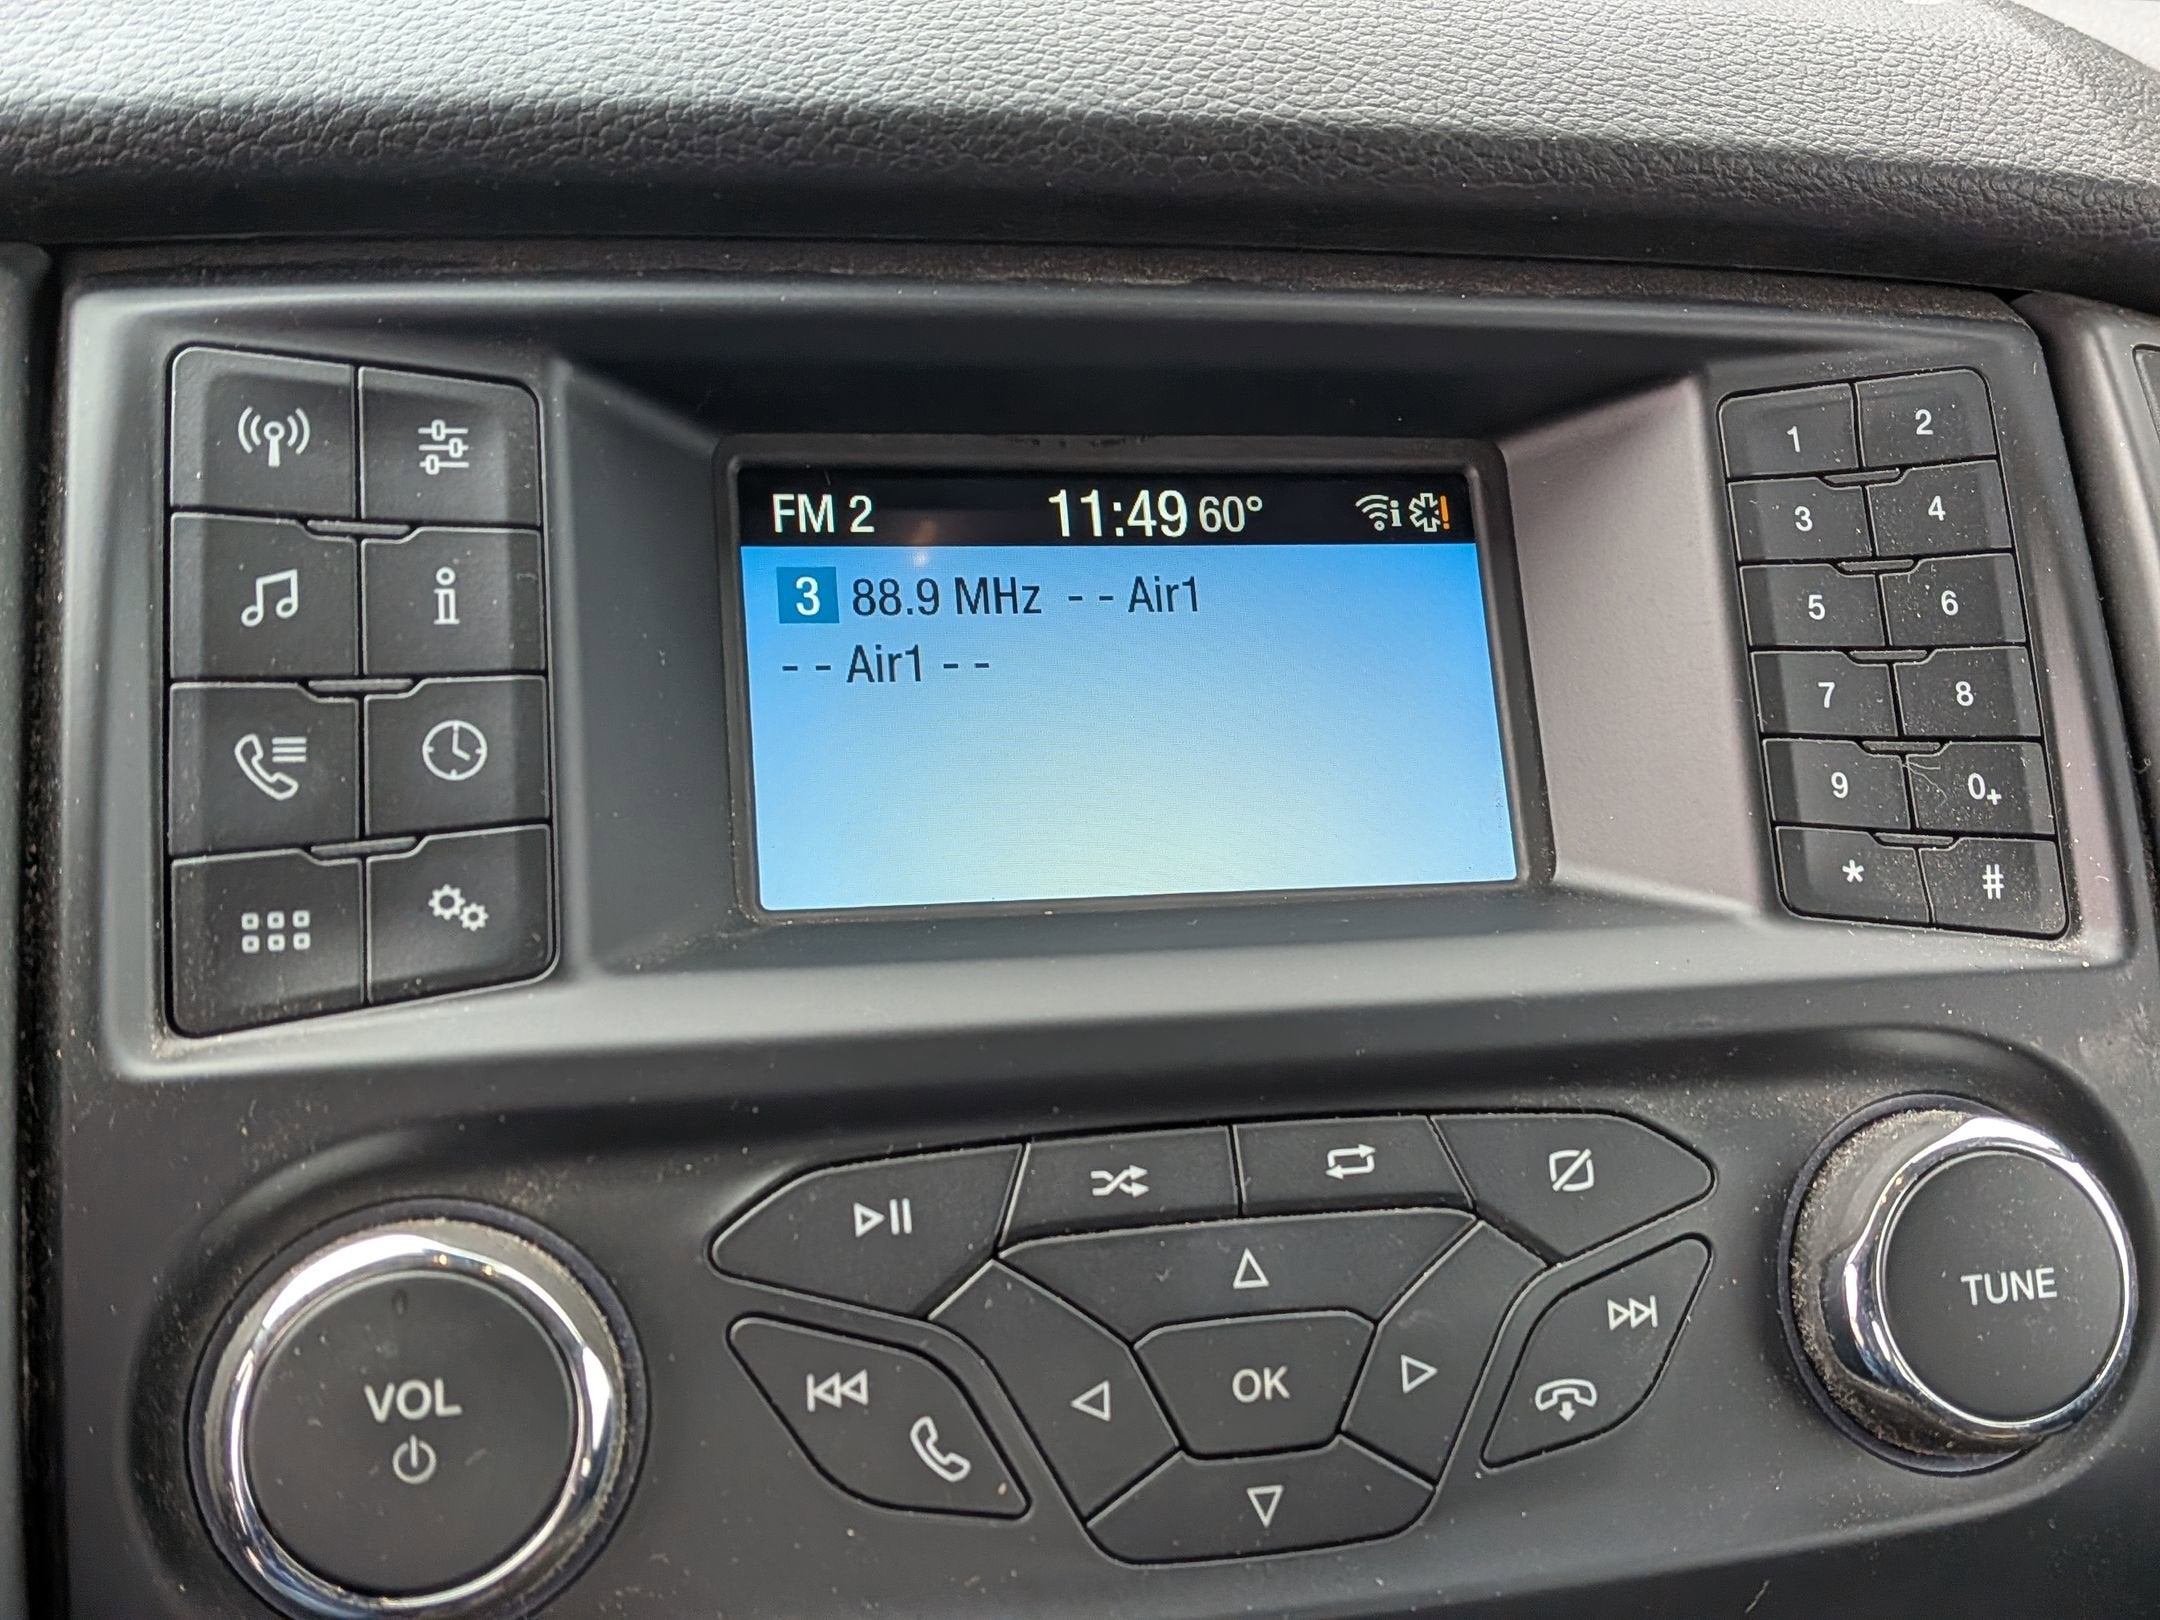 FM 2 11:49 60°
3 88.9 MHz - - Air1
- - Air1 - -
1 2
3 4
5 6
7 8
9 0+
* #
VOL
OK
TUNE